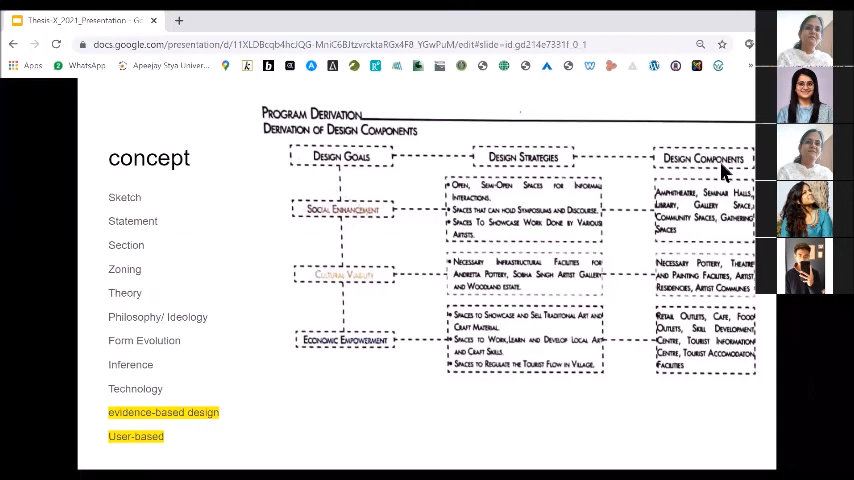 Thesis-X_2021_Presentation - Go
docs.google.com/presentation/d/11XLDBcqb4hcJQG-MniC6BJtzvrcktaRGx4F8_YGwPuM/edit#slide=id.gd214e7331f_0_1
Apps
WhatsApp
Apeejay Stya Univer...
concept
Sketch
Statement
Section
Zoning
Theory
Philosophy/ Ideology
Form Evolution
Inference
Technology
evidence-based design
User-based
PROGRAM DERIVATION
DERIVATION OF DESIGN COMPONENTS
DESIGN GOALS
DESIGN STRATEGIES
DESIGN COMPONENTS
SOCIAL ENHANCEMENT
OPEN, SEMI-OPEN SPACES FOR INFORMAL
INTERACTIONS.
SPACES THAT CAN HOLD SYMPOSIUMS AND DISCOURSE.
SPACES TO SHOWCASE WORK DONE BY VARIOUS
ARTISTS.
AMPHITHEATRE, SEMINAR HALLS,
LIBRARY, GALLERY SPACE,
COMMUNITY SPACES, GATHERING
SPACES
CULTURAL VIABILITY
NECESSARY INFRASTRUCTURAL FACILITIES FOR
ANDRETTA POTTERY, SOBHA SINGH ARTIST GALLERY
AND WOODLAND ESTATE.
NECESSARY POTTERY, THEATRE
AND PAINTING FACILITIES, ARTIST
RESIDENCIES, ARTIST COMMUNES
ECONOMIC EMPOWERMENT
SPACES TO SHOWCASE AND SELL TRADITONAL ART AND
CRAFT MATERIAL.
SPACES TO WORK,LEARN AND DEVELOP LOCAL ART
AND CRAFT SKILLS.
SPACES TO REGULATE THE TOURIST FLOW IN VILLAGE.
RETAIL OUTLETS, CAFE, FOOD
OUTLETS, SKILL DEVELOPMENT
CENTRE, TOURIST INFORMATION
CENTRE, TOURIST ACCOMODATON
FACILITIES